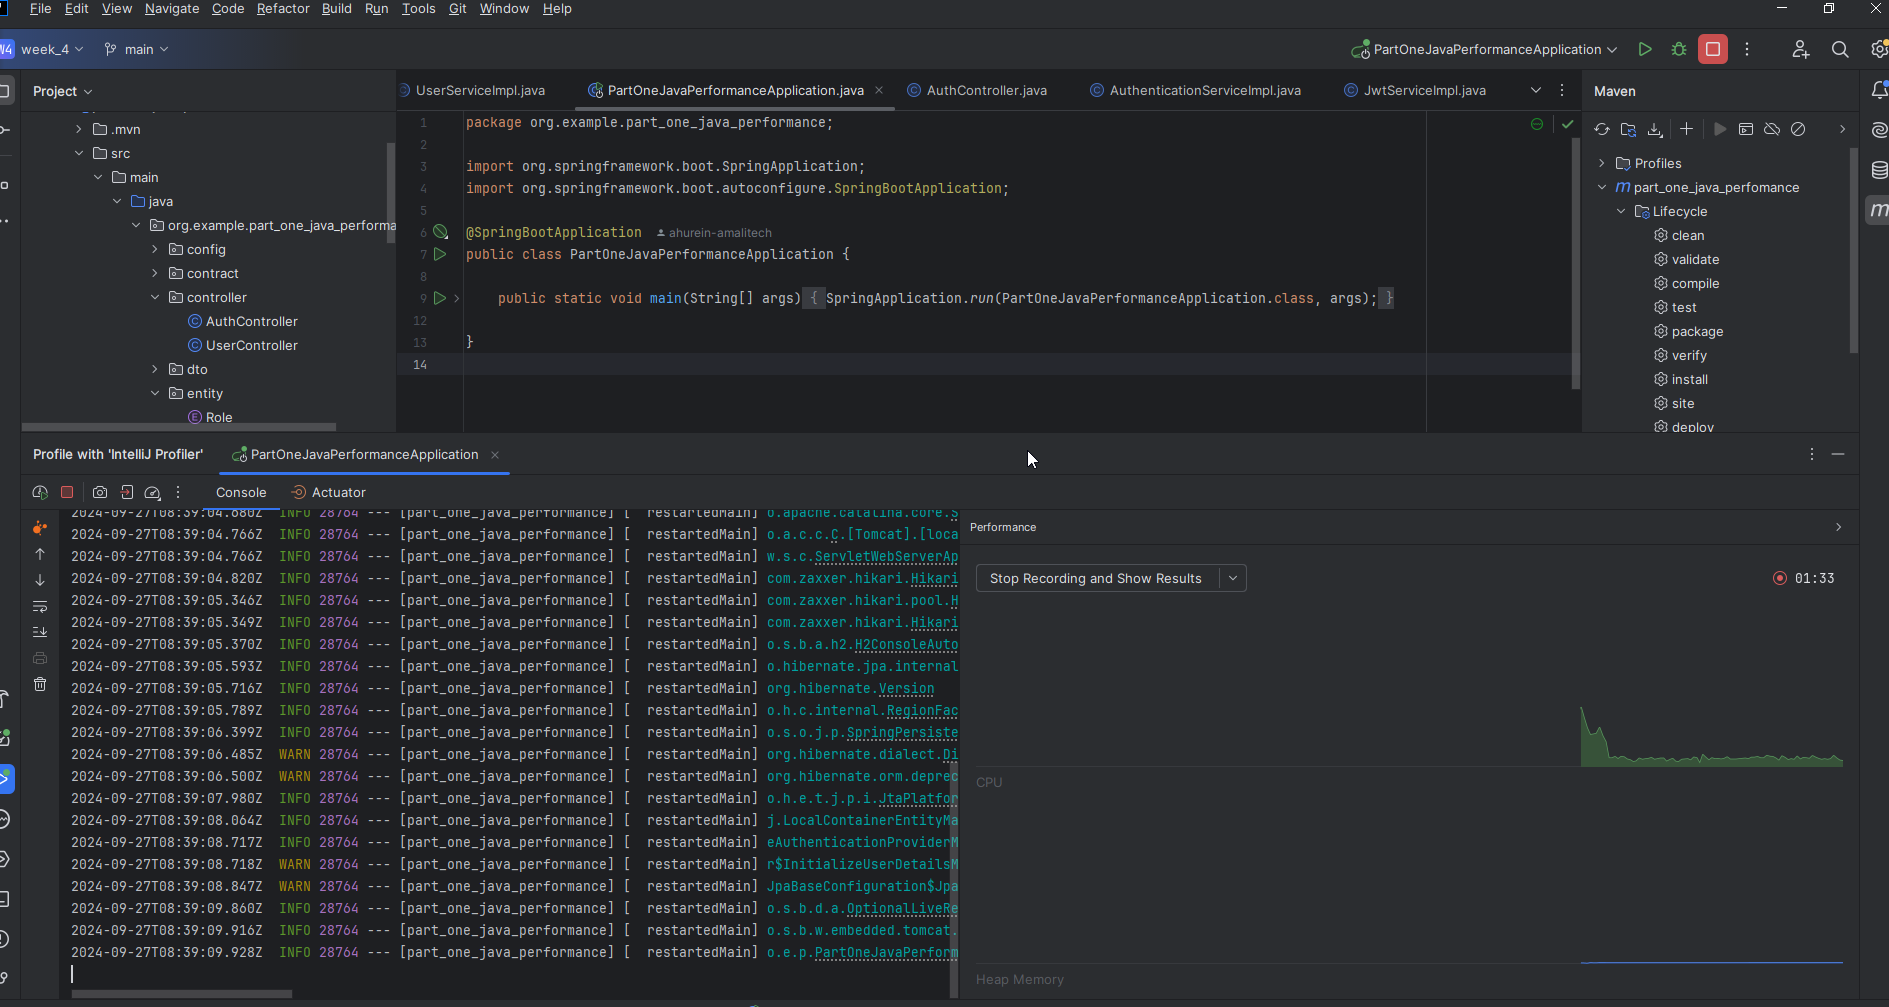 File Edit View Navigate Code Refactor Build Run Tools Git Window Help
week_4 main PartOneJavaPerformanceApplication
Project
.mvn
src
main
java
org.example.part_one_java_performa
config
contract
controller
AuthController
UserController
dto
entity
Role
UserServiceImpl.java PartOneJavaPerformanceApplication.java AuthController.java AuthenticationServiceImpl.java JwtServiceImpl.java
1 package org.example.part_one_java_performance;
2
3 import org.springframework.boot.SpringApplication;
4 import org.springframework.boot.autoconfigure.SpringBootApplication;
5
6 @SpringBootApplication ahurein-amalitech
7 public class PartOneJavaPerformanceApplication {
8
9 public static void main(String[] args) { SpringApplication.run(PartOneJavaPerformanceApplication.class, args); }
12
13 }
14
Maven
Profiles
part_one_java_perfomance
Lifecycle
clean
validate
compile
test
package
verify
install
site
deploy
Profile with 'IntelliJ Profiler' PartOneJavaPerformanceApplication
Console Actuator
2024-09-27T08:39:04.680Z INFO 28764 --- [part_one_java_performance] [ restartedMain] o.apache.catalina.core.S
2024-09-27T08:39:04.766Z INFO 28764 --- [part_one_java_performance] [ restartedMain] o.a.c.c.C.[Tomcat].[loca
2024-09-27T08:39:04.766Z INFO 28764 --- [part_one_java_performance] [ restartedMain] w.s.c.ServletWebServerAp
2024-09-27T08:39:04.820Z INFO 28764 --- [part_one_java_performance] [ restartedMain] com.zaxxer.hikari.Hikari
2024-09-27T08:39:05.346Z INFO 28764 --- [part_one_java_performance] [ restartedMain] com.zaxxer.hikari.pool.H
2024-09-27T08:39:05.349Z INFO 28764 --- [part_one_java_performance] [ restartedMain] com.zaxxer.hikari.Hikari
2024-09-27T08:39:05.370Z INFO 28764 --- [part_one_java_performance] [ restartedMain] o.s.b.a.h2.H2ConsoleAuto
2024-09-27T08:39:05.593Z INFO 28764 --- [part_one_java_performance] [ restartedMain] o.hibernate.jpa.internal
2024-09-27T08:39:05.716Z INFO 28764 --- [part_one_java_performance] [ restartedMain] org.hibernate.Version
2024-09-27T08:39:05.789Z INFO 28764 --- [part_one_java_performance] [ restartedMain] o.h.c.internal.RegionFac
2024-09-27T08:39:06.399Z INFO 28764 --- [part_one_java_performance] [ restartedMain] o.s.o.j.p.SpringPersiste
2024-09-27T08:39:06.485Z WARN 28764 --- [part_one_java_performance] [ restartedMain] org.hibernate.dialect.Di
2024-09-27T08:39:06.500Z WARN 28764 --- [part_one_java_performance] [ restartedMain] org.hibernate.orm.deprec
2024-09-27T08:39:07.980Z INFO 28764 --- [part_one_java_performance] [ restartedMain] o.h.e.t.j.p.i.JtaPlatfor
2024-09-27T08:39:08.064Z INFO 28764 --- [part_one_java_performance] [ restartedMain] j.LocalContainerEntityMa
2024-09-27T08:39:08.717Z INFO 28764 --- [part_one_java_performance] [ restartedMain] eAuthenticationProviderM
2024-09-27T08:39:08.718Z WARN 28764 --- [part_one_java_performance] [ restartedMain] r$InitializeUserDetailsM
2024-09-27T08:39:08.847Z WARN 28764 --- [part_one_java_performance] [ restartedMain] JpaBaseConfiguration$Jpa
2024-09-27T08:39:09.860Z INFO 28764 --- [part_one_java_performance] [ restartedMain] o.s.b.d.a.OptionalLiveRe
2024-09-27T08:39:09.916Z INFO 28764 --- [part_one_java_performance] [ restartedMain] o.s.b.w.embedded.tomcat.
2024-09-27T08:39:09.928Z INFO 28764 --- [part_one_java_performance] [ restartedMain] o.e.p.PartOneJavaPerform
Performance
Stop Recording and Show Results 01:33
CPU
Heap Memory